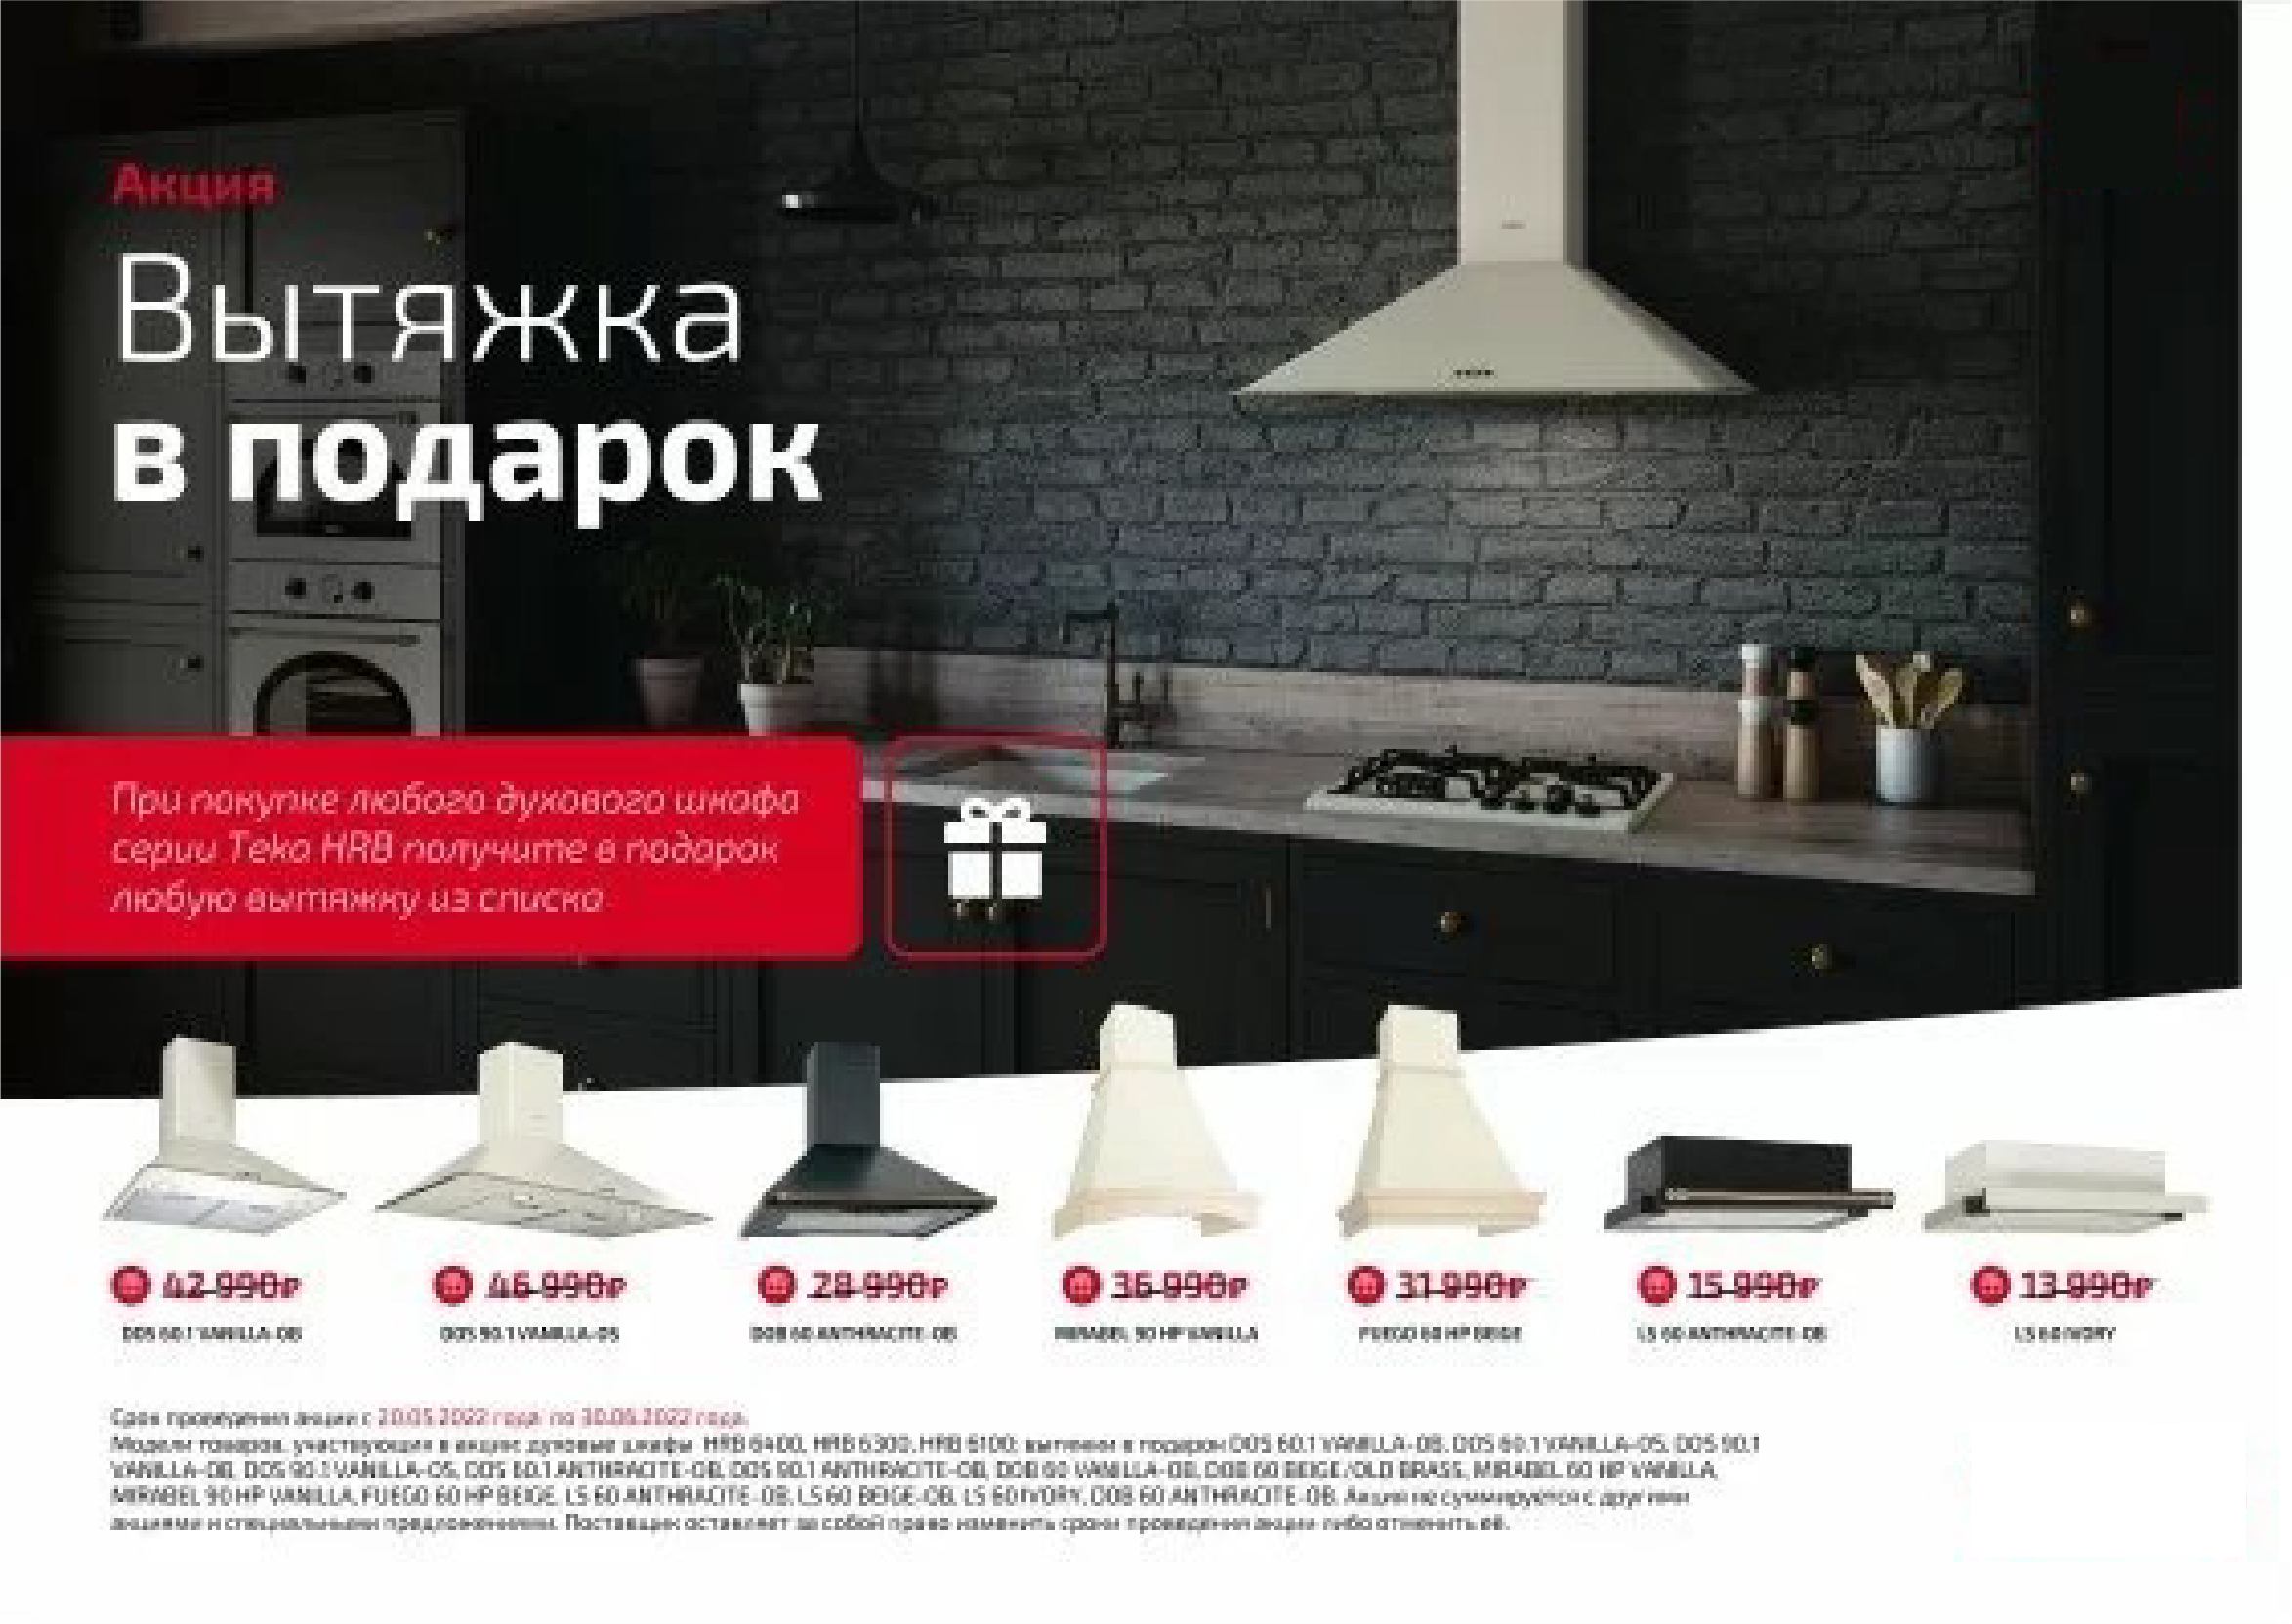 Акция
Вытяжка
в подарок
При покупке любого духового шкафа
серии Teka HRB получите в подарок
любую вытяжку из списка
42 990₽
46 990₽
28 990₽
36 990₽
31 990₽
15 990₽
13 990₽
DOS 60.1 VANILLA-OB
DOS 90.1 VANILLA-OS
DOB 60 ANTHRACITE-OB
MIRABEL 90 HP VANILLA
FUEGO 60 HP BEIGE
LS 60 ANTHRACITE-OB
LS 60 IVORY
Срок проведения акции с 20.05.2022 года по 30.06.2022 года.
Модели товаров, участвующих в акции: духовые шкафы HRB 6400, HRB 6300, HRB 6100; вытяжки в подарок DOS 60.1 VANILLA-OB, DOS 60.1 VANILLA-OS, DOS 90.1
VANILLA-OB, DOS 90.1 VANILLA-OS, DOS 60.1 ANTHRACITE-OB, DOS 90.1 ANTHRACITE-OB, DOB 60 VANILLA-OB, DOB 60 BEIGE/OLD BRASS, MIRABEL 60 HP VANILLA,
MIRABEL 90 HP VANILLA, FUEGO 60 HP BEIGE, LS 60 ANTHRACITE-OB, LS 60 BEIGE-OB, LS 60 IVORY, DOB 60 ANTHRACITE-OB. Акция не суммируется с другими
акциями и специальными предложениями. Поставщик оставляет за собой право изменить сроки проведения акции либо отменить её.